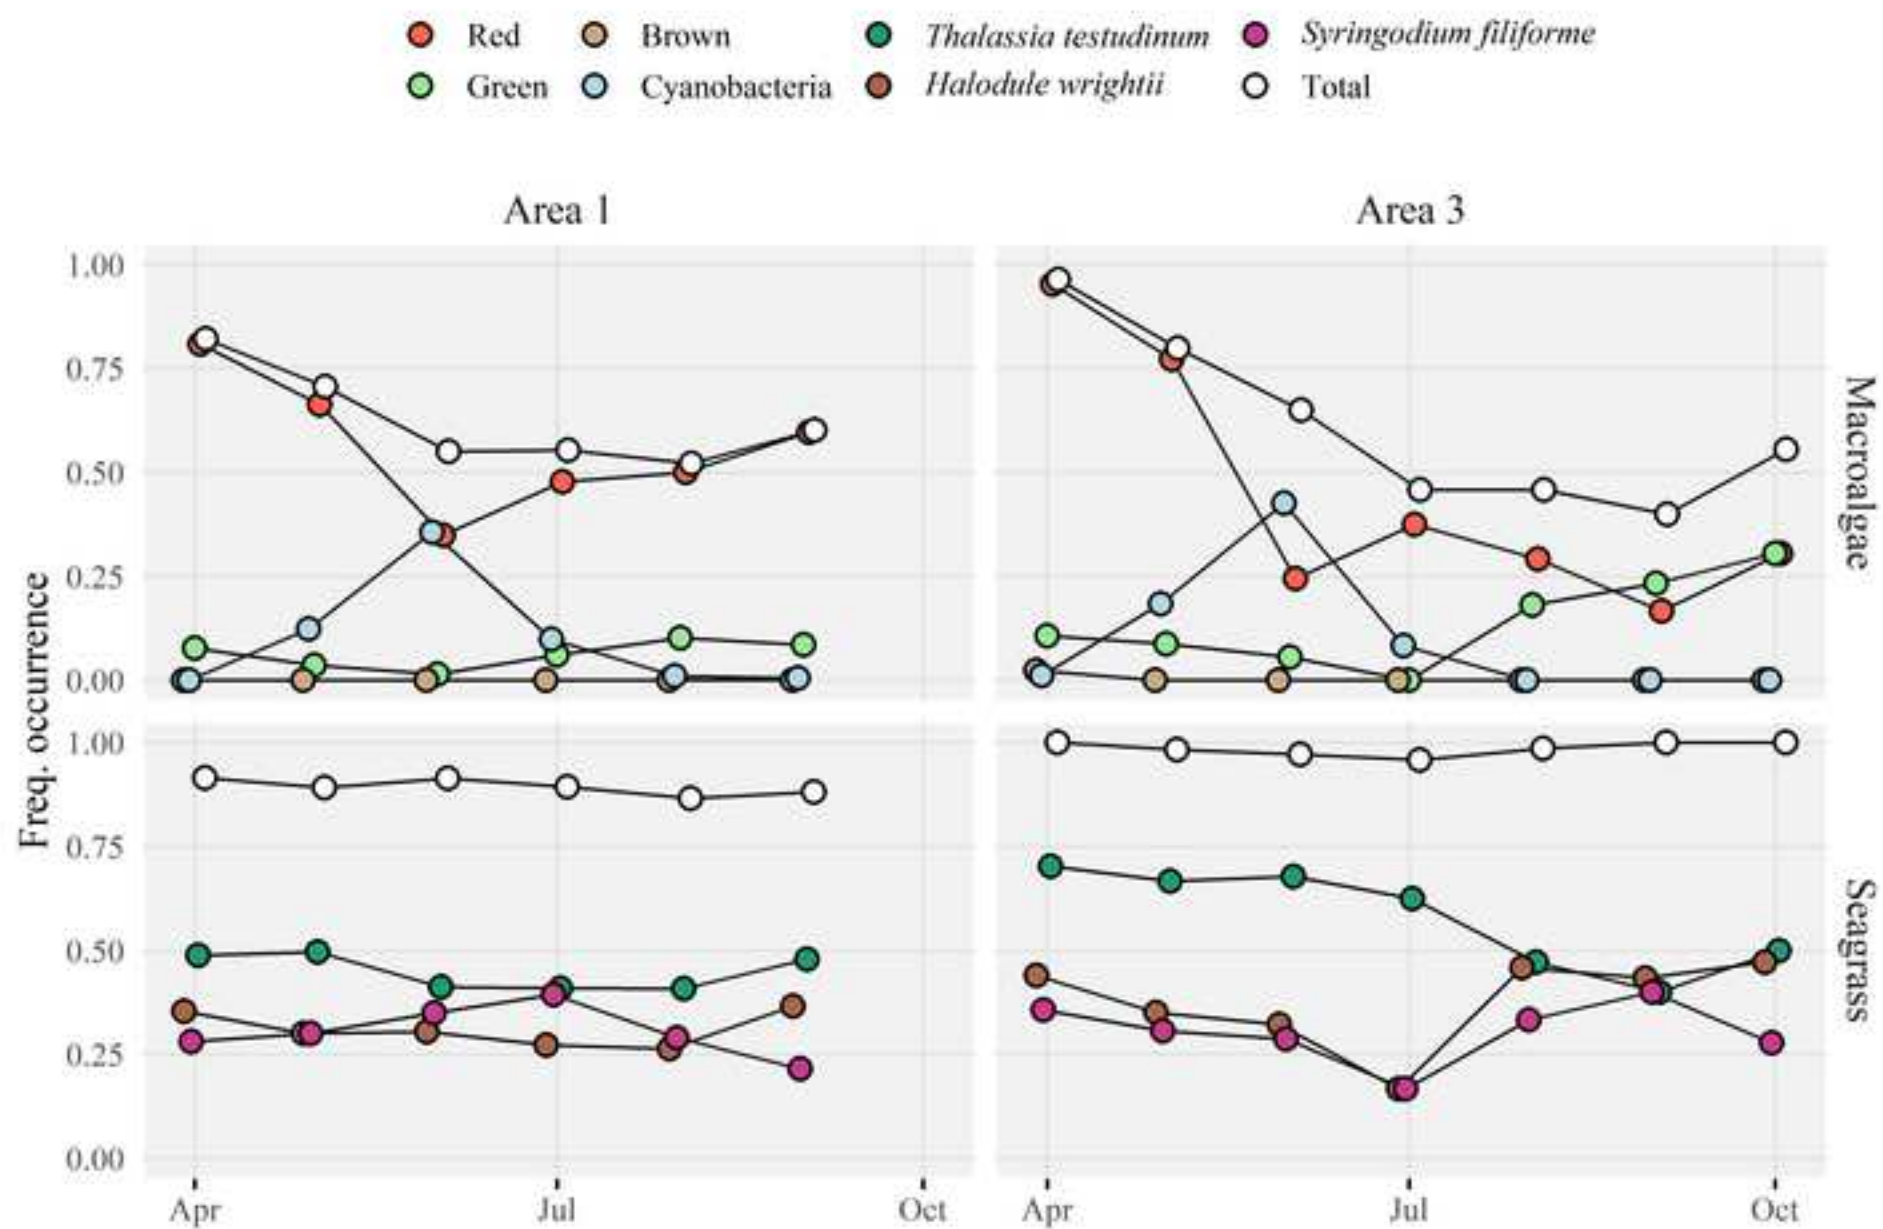 Red Brown Thalassia testudinum Syringodium filiforme
Green Cyanobacteria Halodule wrightii Total
Area 1 Area 3
1.00
0.75
0.50
0.25
0.00
Macroalgae
Freq. occurrence
1.00
0.75
0.50
0.25
0.00
Seagrass
Apr Jul Oct Apr Jul Oct